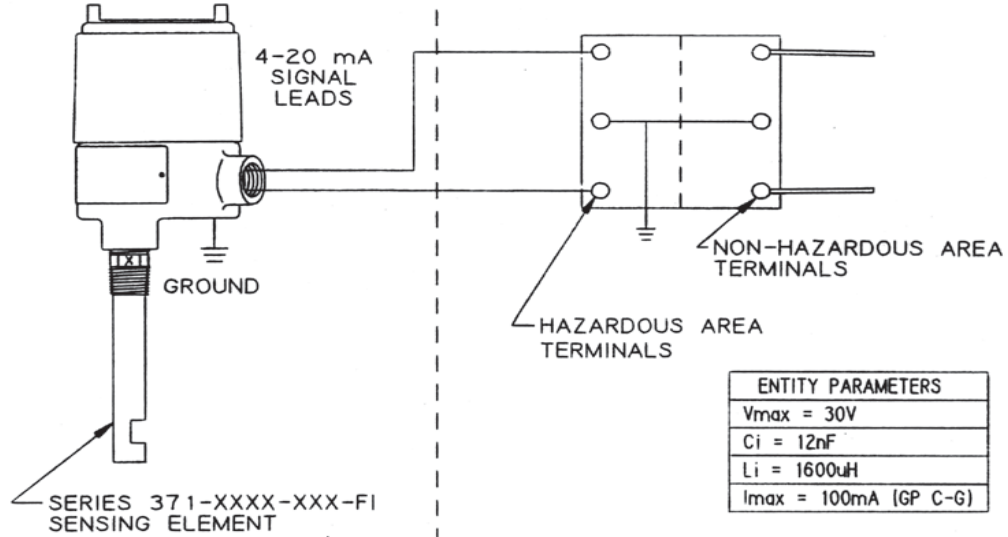 4-20 mA
SIGNAL
LEADS
GROUND
NON-HAZARDOUS AREA
TERMINALS
HAZARDOUS AREA
TERMINALS
ENTITY PARAMETERS
Vmax = 30V
Ci = 12nF
Li = 1600uH
Imax = 100mA (GP C-G)
SERIES 371-XXXX-XXX-FI
SENSING ELEMENT